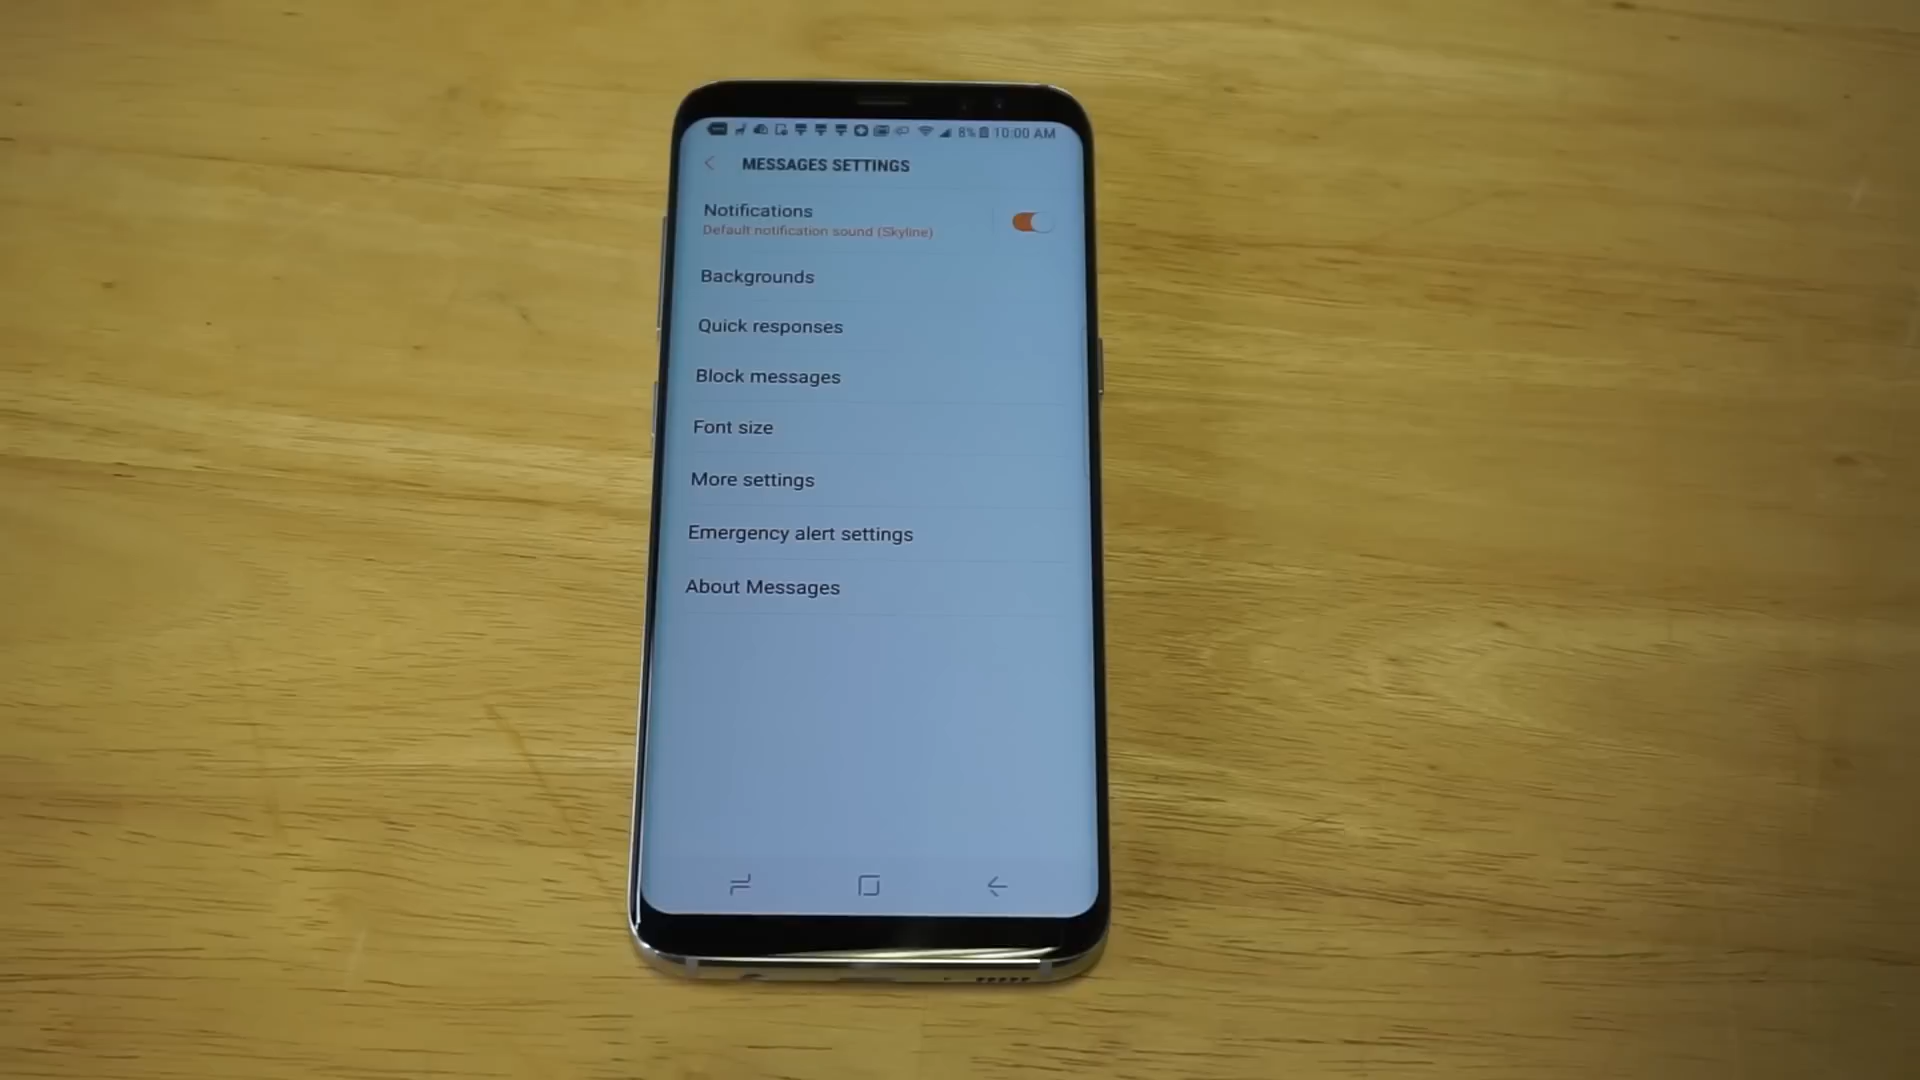 8% 10:00 AM
MESSAGES SETTINGS
Notifications
Default notification sound (Skyline)
Backgrounds
Quick responses
Block messages
Font size
More settings
Emergency alert settings
About Messages